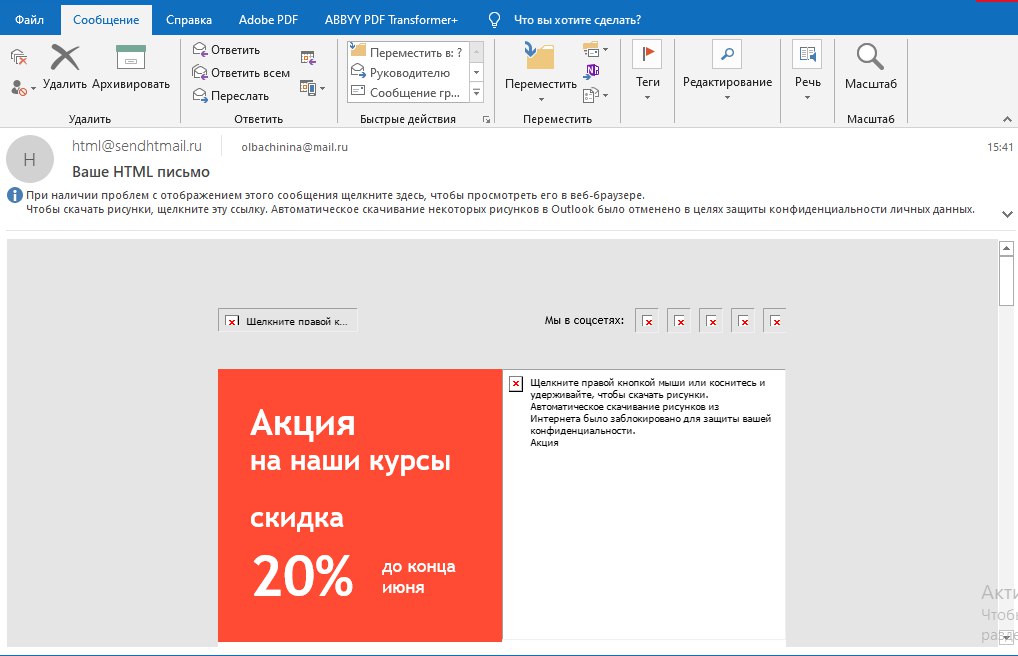 Файл Сообщение Справка Adobe PDF ABBYY PDF Transformer+ Что вы хотите сделать?
Удалить Архивировать
Ответить
Ответить всем
Переслать
Переместить в: ?
Руководителю
Сообщение гр...
Переместить
Теги
Редактирование
Речь
Масштаб
Удалить Ответить Быстрые действия Переместить Масштаб
H
html@sendhtmail.ru olbachinina@mail.ru 15:41
Ваше HTML письмо
При наличии проблем с отображением этого сообщения щелкните здесь, чтобы просмотреть его в веб-браузере.
Чтобы скачать рисунки, щелкните эту ссылку. Автоматическое скачивание некоторых рисунков в Outlook было отменено в целях защиты конфиденциальности личных данных.
Щелкните правой к...
Мы в соцсетях:
Акция
на наши курсы
скидка
20%
до конца
июня
Щелкните правой кнопкой мыши или коснитесь и
удерживайте, чтобы скачать рисунки.
Автоматическое скачивание рисунков из
Интернета было заблокировано для защиты вашей
конфиденциальности.
Акция
Акти
Чтобы